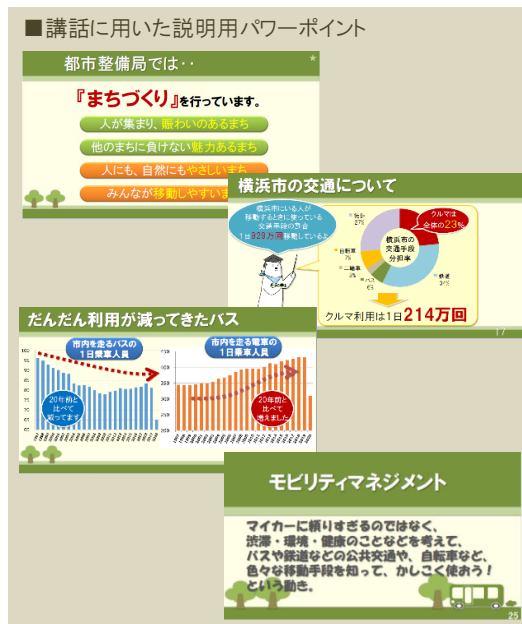 ■講話に用いた説明用パワーポイント
都市整備局では‥
『まちづくり』を行っています。
人が集まり、賑わいのあるまち
他のまちに負けない魅力あるまち
人にも、自然にもやさしいまち
みんなが移動しやすいま
横浜市の交通について
横浜市にいる人が
移動するときに使っている
交通手段の割合
1日929万回移動しているよ
クルマは
全体の23%
横浜市の
交通手段
分担率
徒歩
27%
自転車
7%
二輪車
バス
鉄道
34%
クルマ利用は1日214万回
17
だんだん利用が減ってきたバス
市内を走るバスの
1日乗車人員
20年前と
比べて
減ってます
市内を走る電車の
1日乗車人員
20年前と
比べて
増えました
モビリティマネジメント
マイカーに頼りすぎるのではなく、
渋滞・環境・健康のことなどを考えて、
バスや鉄道などの公共交通や、自転車など、
色々な移動手段を知って、かしこく使おう！
という動き。
25